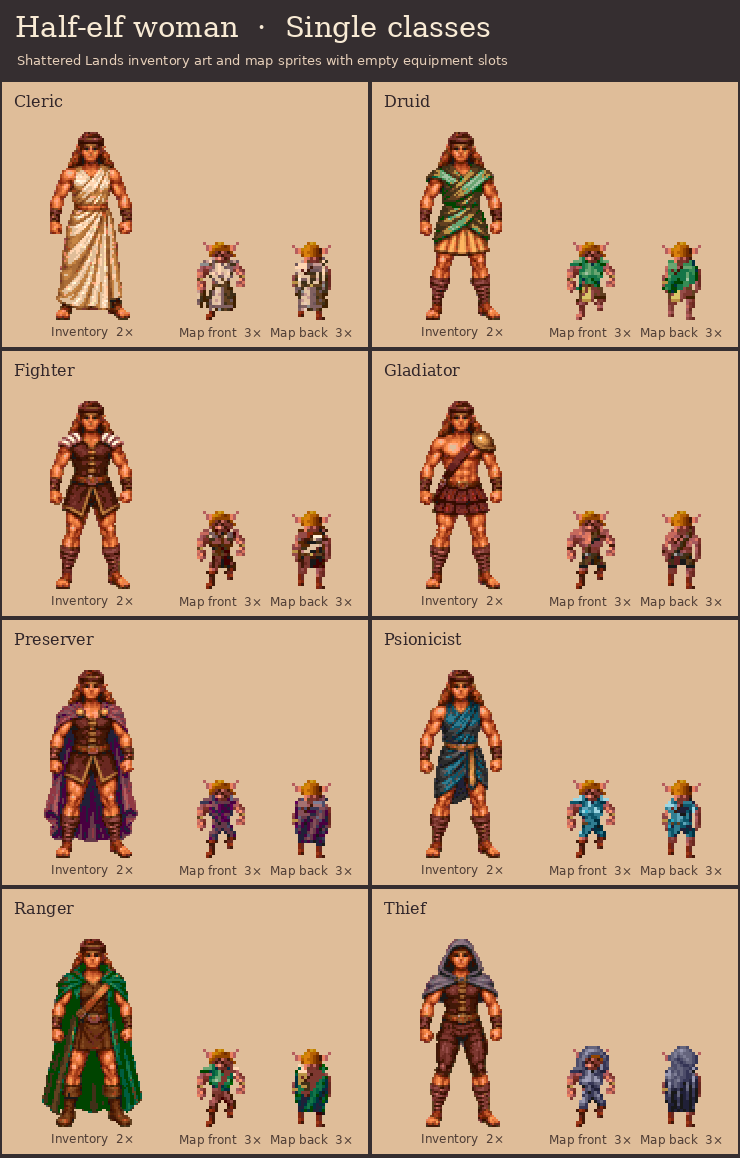 Half-elf woman · Single classes
Shattered Lands inventory art and map sprites with empty equipment slots
Cleric
Inventory 2×
Map front 3×
Map back 3×
Druid
Inventory 2×
Map front 3×
Map back 3×
Fighter
Inventory 2×
Map front 3×
Map back 3×
Gladiator
Inventory 2×
Map front 3×
Map back 3×
Preserver
Inventory 2×
Map front 3×
Map back 3×
Psionicist
Inventory 2×
Map front 3×
Map back 3×
Ranger
Inventory 2×
Map front 3×
Map back 3×
Thief
Inventory 2×
Map front 3×
Map back 3×